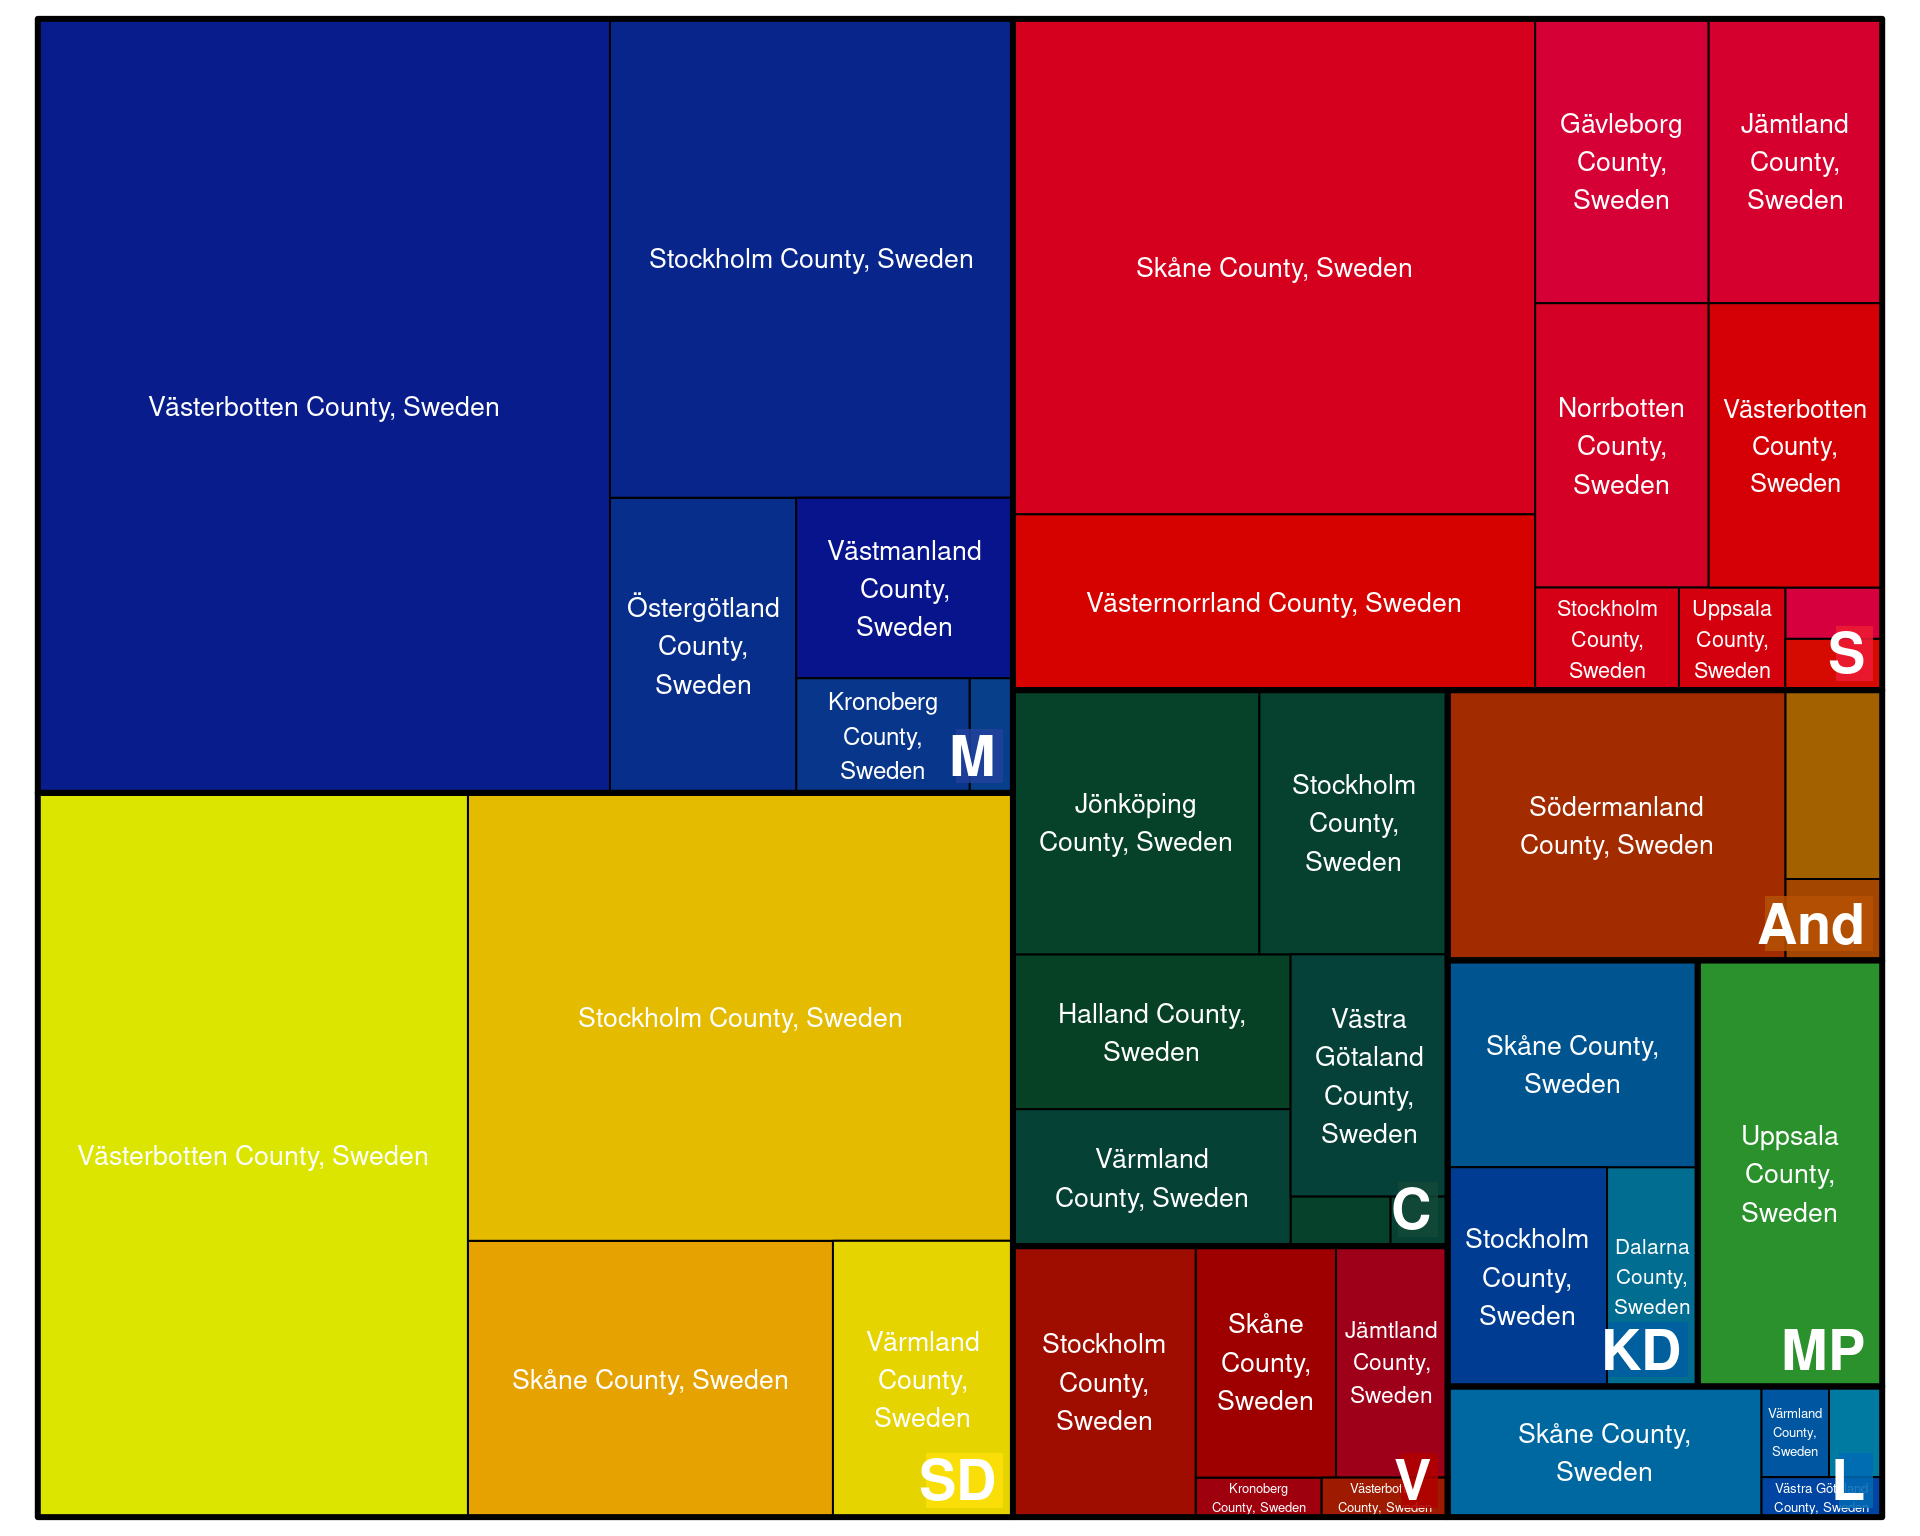 Västerbotten County, Sweden
Stockholm County, Sweden
Östergötland
County,
Sweden
Västmanland
County,
Sweden
Kronoberg
County,
Sweden
M
Skåne County, Sweden
Västernorrland County, Sweden
Gävleborg
County,
Sweden
Jämtland
County,
Sweden
Norrbotten
County,
Sweden
Västerbotten
County,
Sweden
Stockholm
County,
Sweden
Uppsala
County,
Sweden
S
Västerbotten County, Sweden
Stockholm County, Sweden
Skåne County, Sweden
Värmland
County,
Sweden
SD
Jönköping
County, Sweden
Stockholm
County,
Sweden
Halland County,
Sweden
Västra
Götaland
County,
Sweden
Värmland
County, Sweden
C
Södermanland
County, Sweden
And
Skåne County,
Sweden
Stockholm
County,
Sweden
Dalarna
County,
Sweden
KD
Uppsala
County,
Sweden
MP
Stockholm
County,
Sweden
Skåne
County,
Sweden
Jämtland
County,
Sweden
Kronoberg
County, Sweden
County, Sweden
V
Skåne County,
Sweden
Värmland
County,
Sweden
Västra
County, Sweden
L